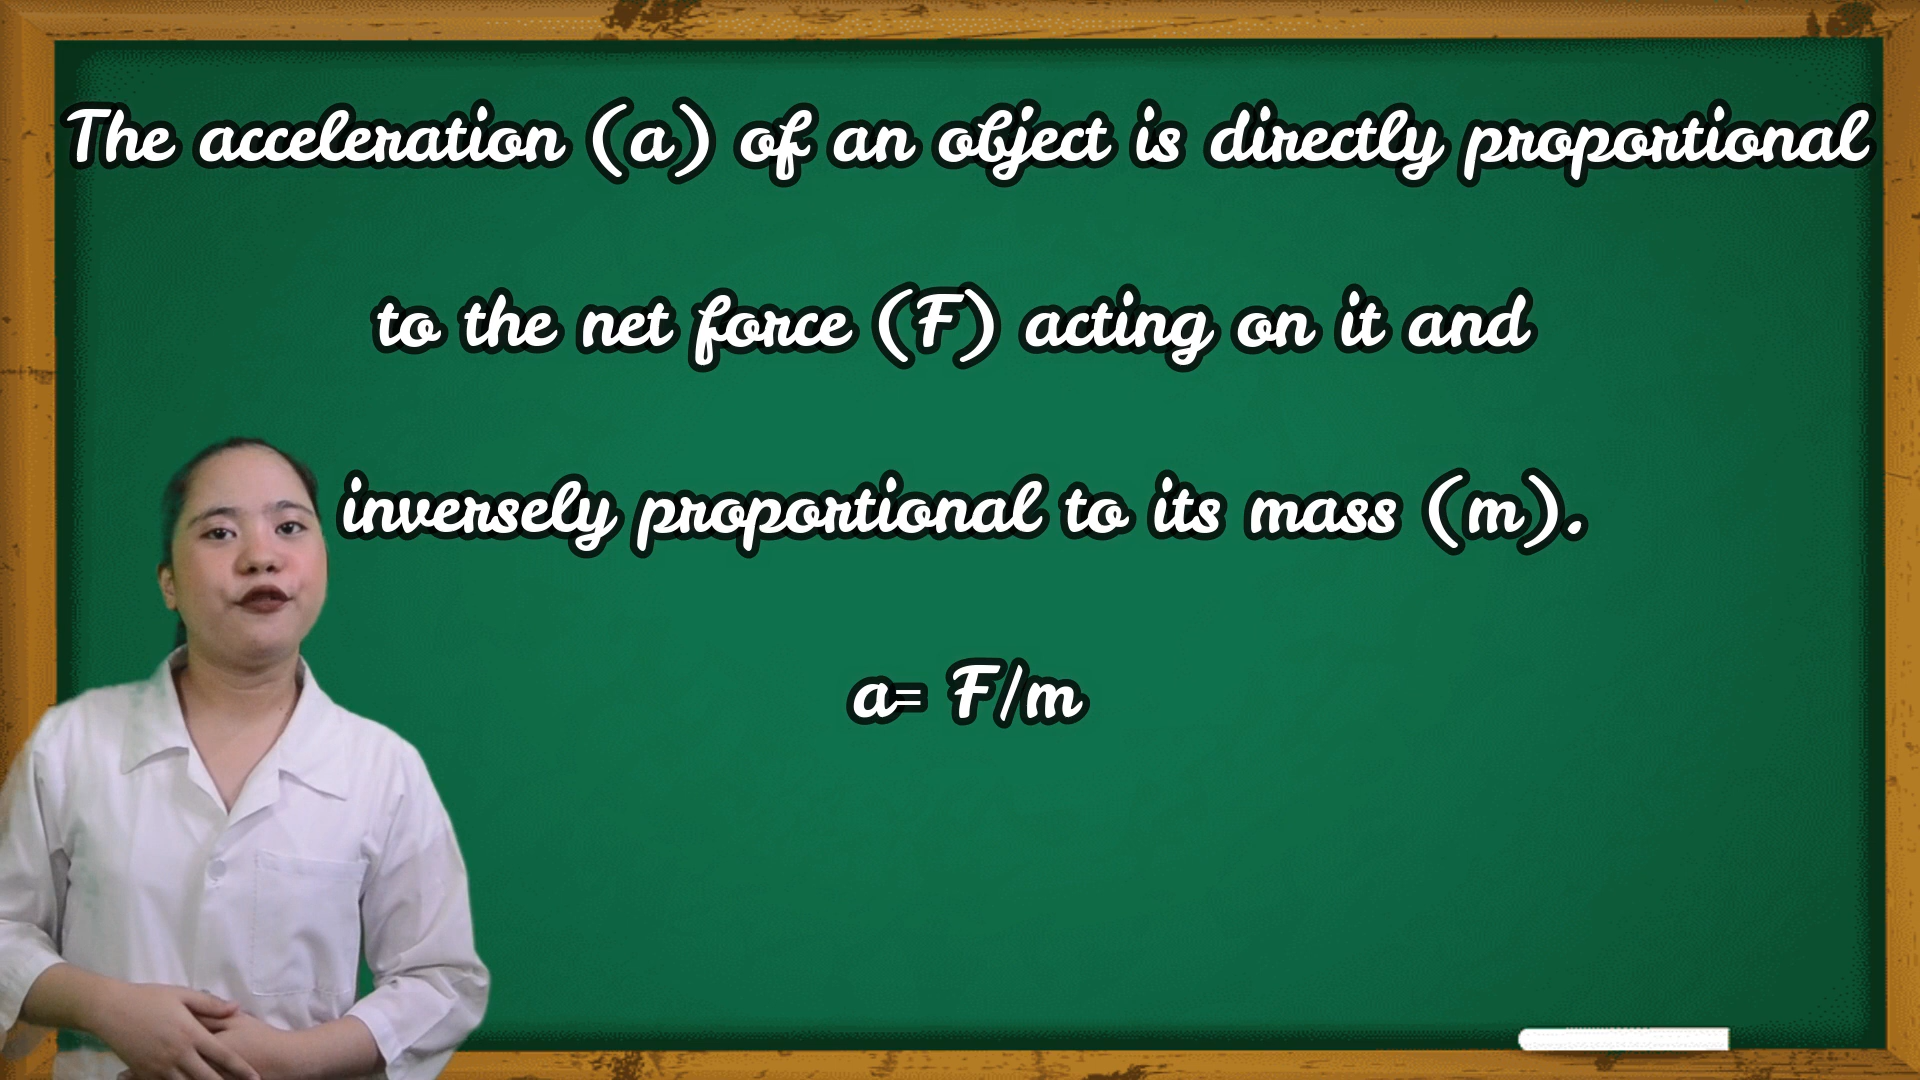 The acceleration (a) of an object is directly proportional
to the net force (F) acting on it and
inversely proportional to its mass (m).
a= F/m